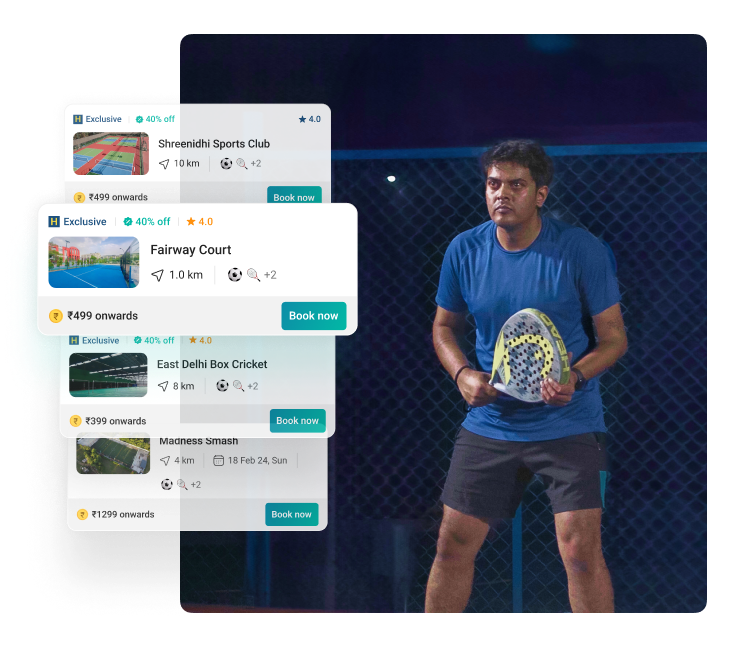 H Exclusive 40% off 4.0
Shreenidhi Sports Club
10 km +2
₹499 onwards Book now
H Exclusive 40% off 4.0
Fairway Court
1.0 km +2
₹499 onwards Book now
H Exclusive 40% off 4.0
East Delhi Box Cricket
8 km +2
₹399 onwards Book now
Madness Smash
4 km 18 Feb 24, Sun
+2
₹1299 onwards Book now
HEAD